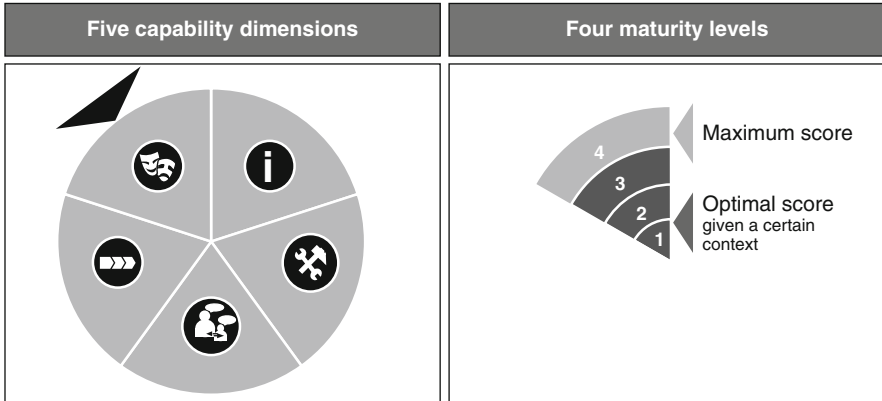 Five capability dimensions
Four maturity levels
i
4
3
2
1
Maximum score
Optimal score
given a certain
context